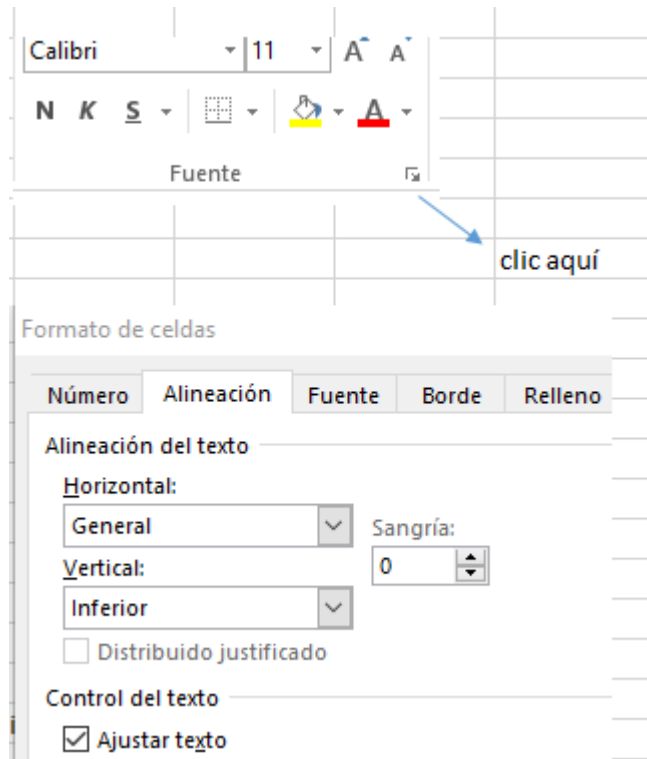 Calibri 11 A A
N K S A
Fuente
clic aquí
Formato de celdas
Número Alineación Fuente Borde Relleno
Alineación del texto
Horizontal:
General Sangría:
Vertical: 0
Inferior
Distribuido justificado
Control del texto
Ajustar texto